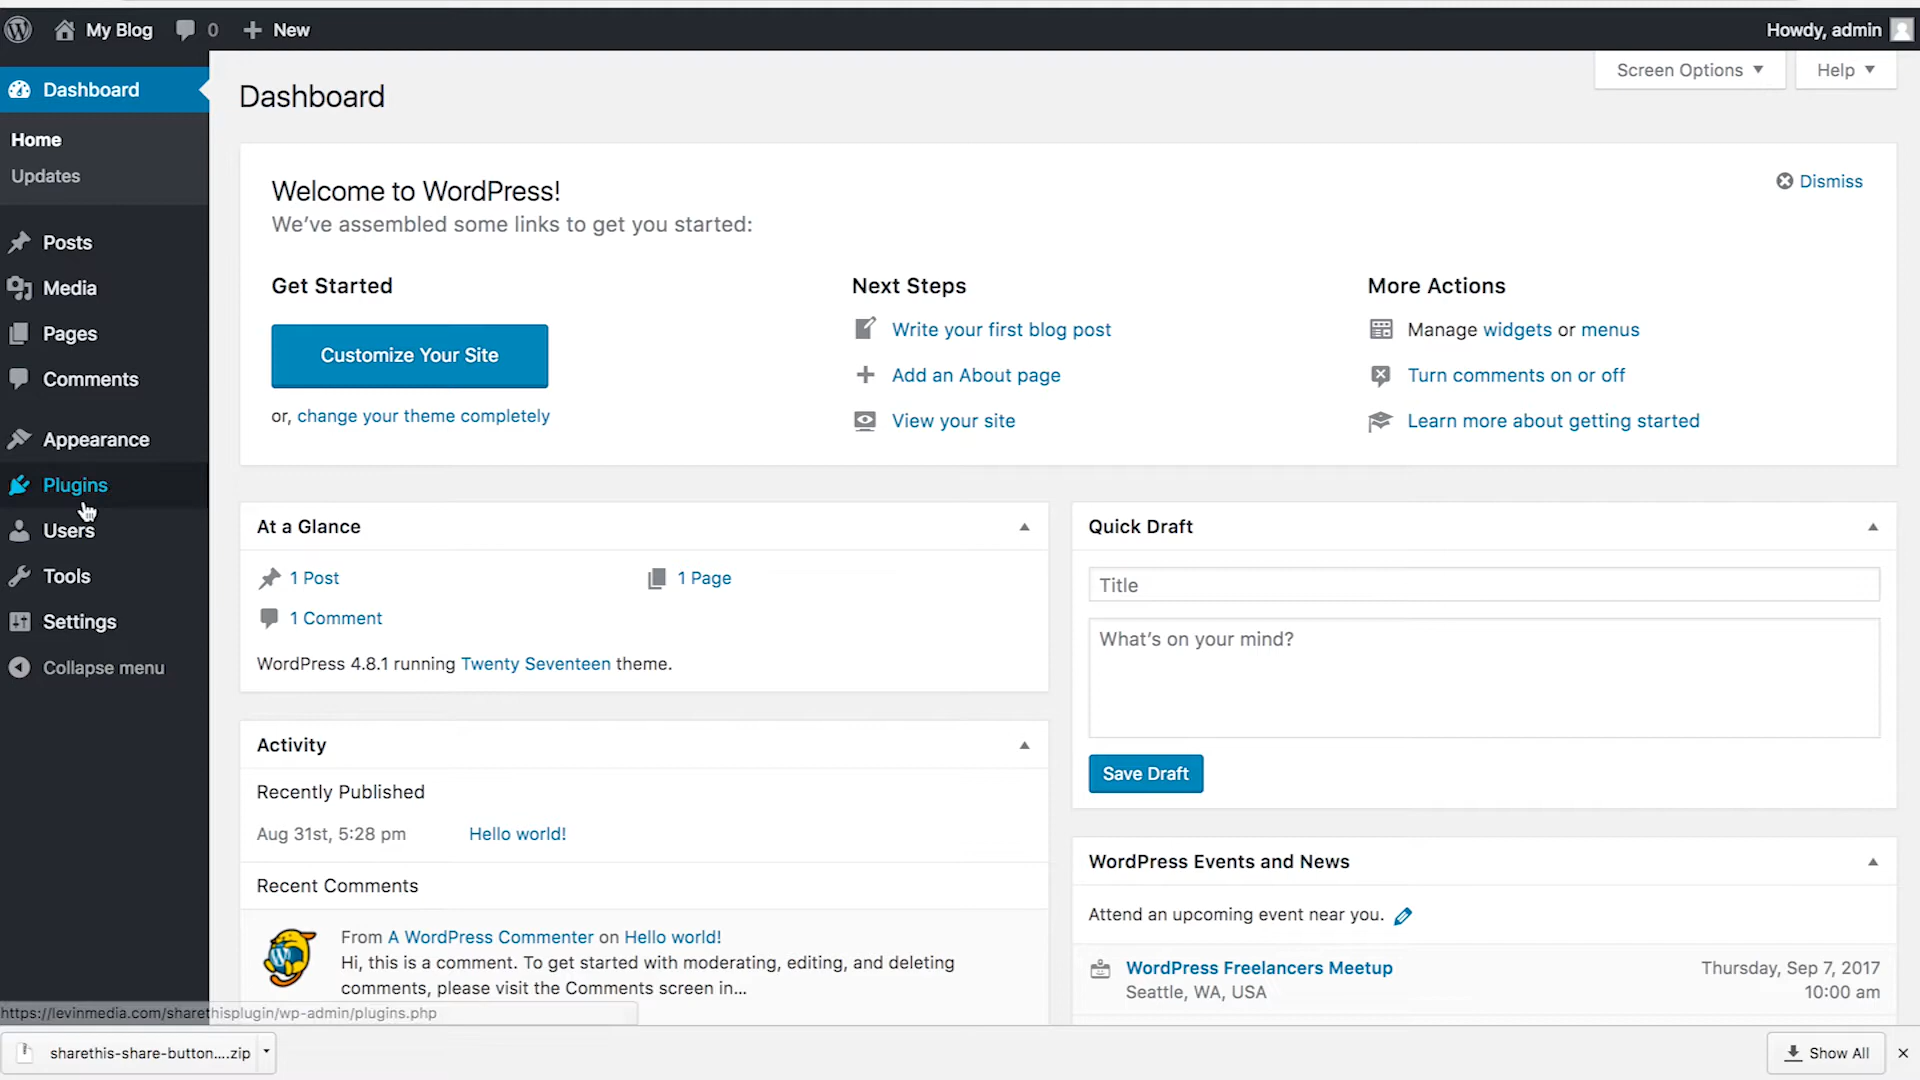 My Blog 0 New Howdy, admin
Screen Options Help
Dashboard
Home
Updates
Posts
Media
Pages
Comments
Appearance
Plugins
Users
Tools
Settings
Collapse menu
Dashboard
Welcome to WordPress!
Dismiss
We've assembled some links to get you started:
Get Started
Customize Your Site
or, change your theme completely
Next Steps
Write your first blog post
Add an About page
View your site
More Actions
Manage widgets or menus
Turn comments on or off
Learn more about getting started
At a Glance
1 Post 1 Page
1 Comment
WordPress 4.8.1 running Twenty Seventeen theme.
Activity
Recently Published
Aug 31st, 5:28 pm Hello world!
Recent Comments
From A WordPress Commenter on Hello world!
Hi, this is a comment. To get started with moderating, editing, and deleting
comments, please visit the Comments screen in...
Quick Draft
Title
What's on your mind?
Save Draft
WordPress Events and News
Attend an upcoming event near you.
WordPress Freelancers Meetup Thursday, Sep 7, 2017
Seattle, WA, USA 10:00 am
https://levinmedia.com/sharethisplugin/wp-admin/plugins.php
sharethis-share-button....zip Show All